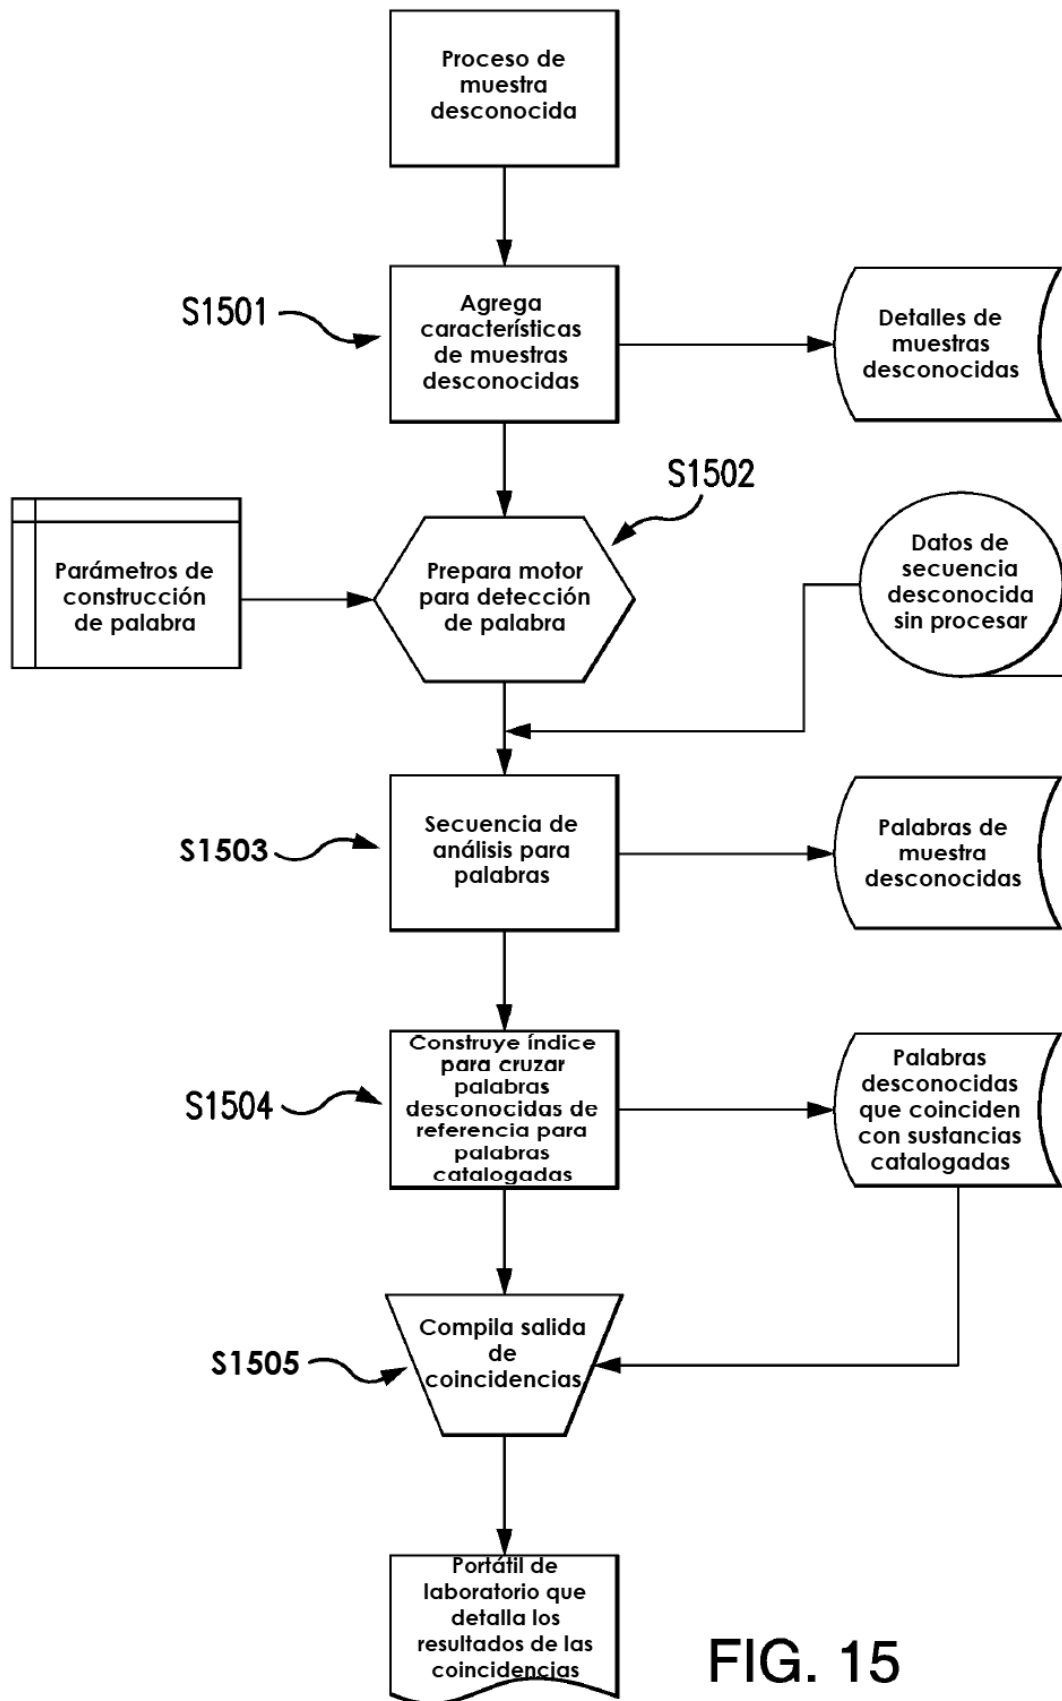 Proceso de
muestra
desconocida
S1501
Agrega
características
de muestras
desconocidas
Detalles de
muestras
desconocidas
S1502
Parámetros de
construcción
de palabra
Prepara motor
para detección
de palabra
Datos de
secuencia
desconocida
sin procesar
S1503
Secuencia de
análisis para
palabras
Palabras de
muestra
desconocidas
S1504
Construye índice
para cruzar
palabras
desconocidas de
referencia para
palabras
catalogadas
Palabras
desconocidas
que coinciden
con sustancias
catalogadas
S1505
Compila salida
de
coincidencias
Portátil de
laboratorio que
detalla los
resultados de las
coincidencias
FIG. 15